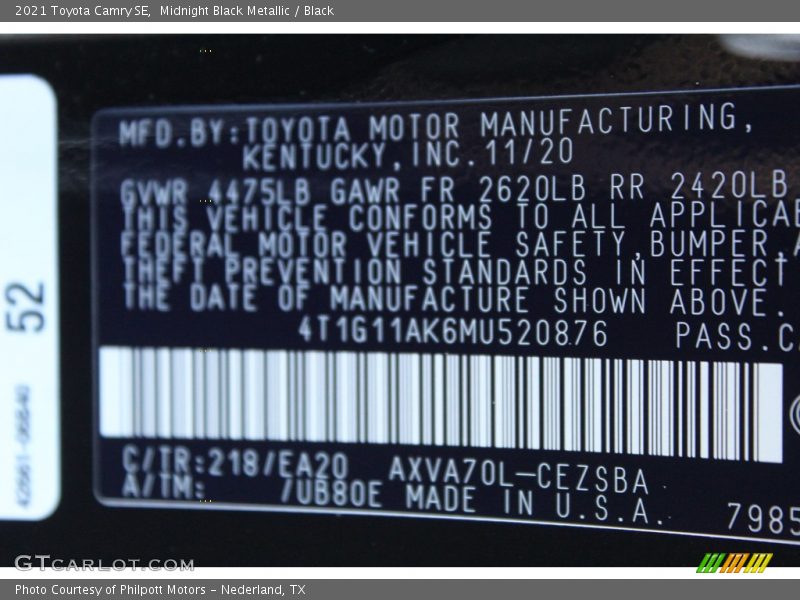 2021 Toyota Camry SE,  Midnight Black Metallic / Black
MFD.BY:TOYOTA MOTOR MANUFACTURING,
KENTUCKY,INC.11/20
GVWR 4475LB GAWR FR 2620LB RR 2420LB
THIS VEHICLE CONFORMS TO ALL APPLICAB
FEDERAL MOTOR VEHICLE SAFETY,BUMPER,A
THEFT PREVENTION STANDARDS IN EFFECT
THE DATE OF MANUFACTURE SHOWN ABOVE.
4T1G11AK6MU520876 PASS.CA
C/TR:218/EA20 AXVA70L-CEZSBA
A/TM: /UB80E MADE IN U.S.A.
7985
52
GTCARLOT.COM
Photo Courtesy of Philpott Motors - Nederland, TX